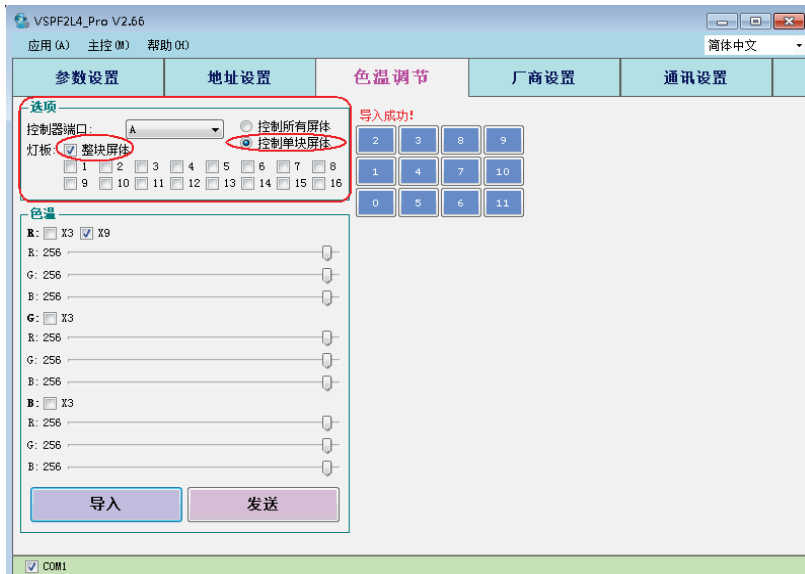 VSPF2L4_Pro V2.66
应用(A) 主控(M) 帮助(H) 简体中文
参数设置 地址设置 色温调节 厂商设置 通讯设置
选项
控制器端口: A 控制所有屏体
控制单块屏体
灯板: 整块屏体
1 2 3 4 5 6 7 8
9 10 11 12 13 14 15 16
导入成功!
2 3 8 9
1 4 7 10
0 5 6 11
色温
R: X3 X9
R: 256
G: 256
B: 256
G: X3
R: 256
G: 256
B: 256
B: X3
R: 256
G: 256
B: 256
导入 发送
COM1